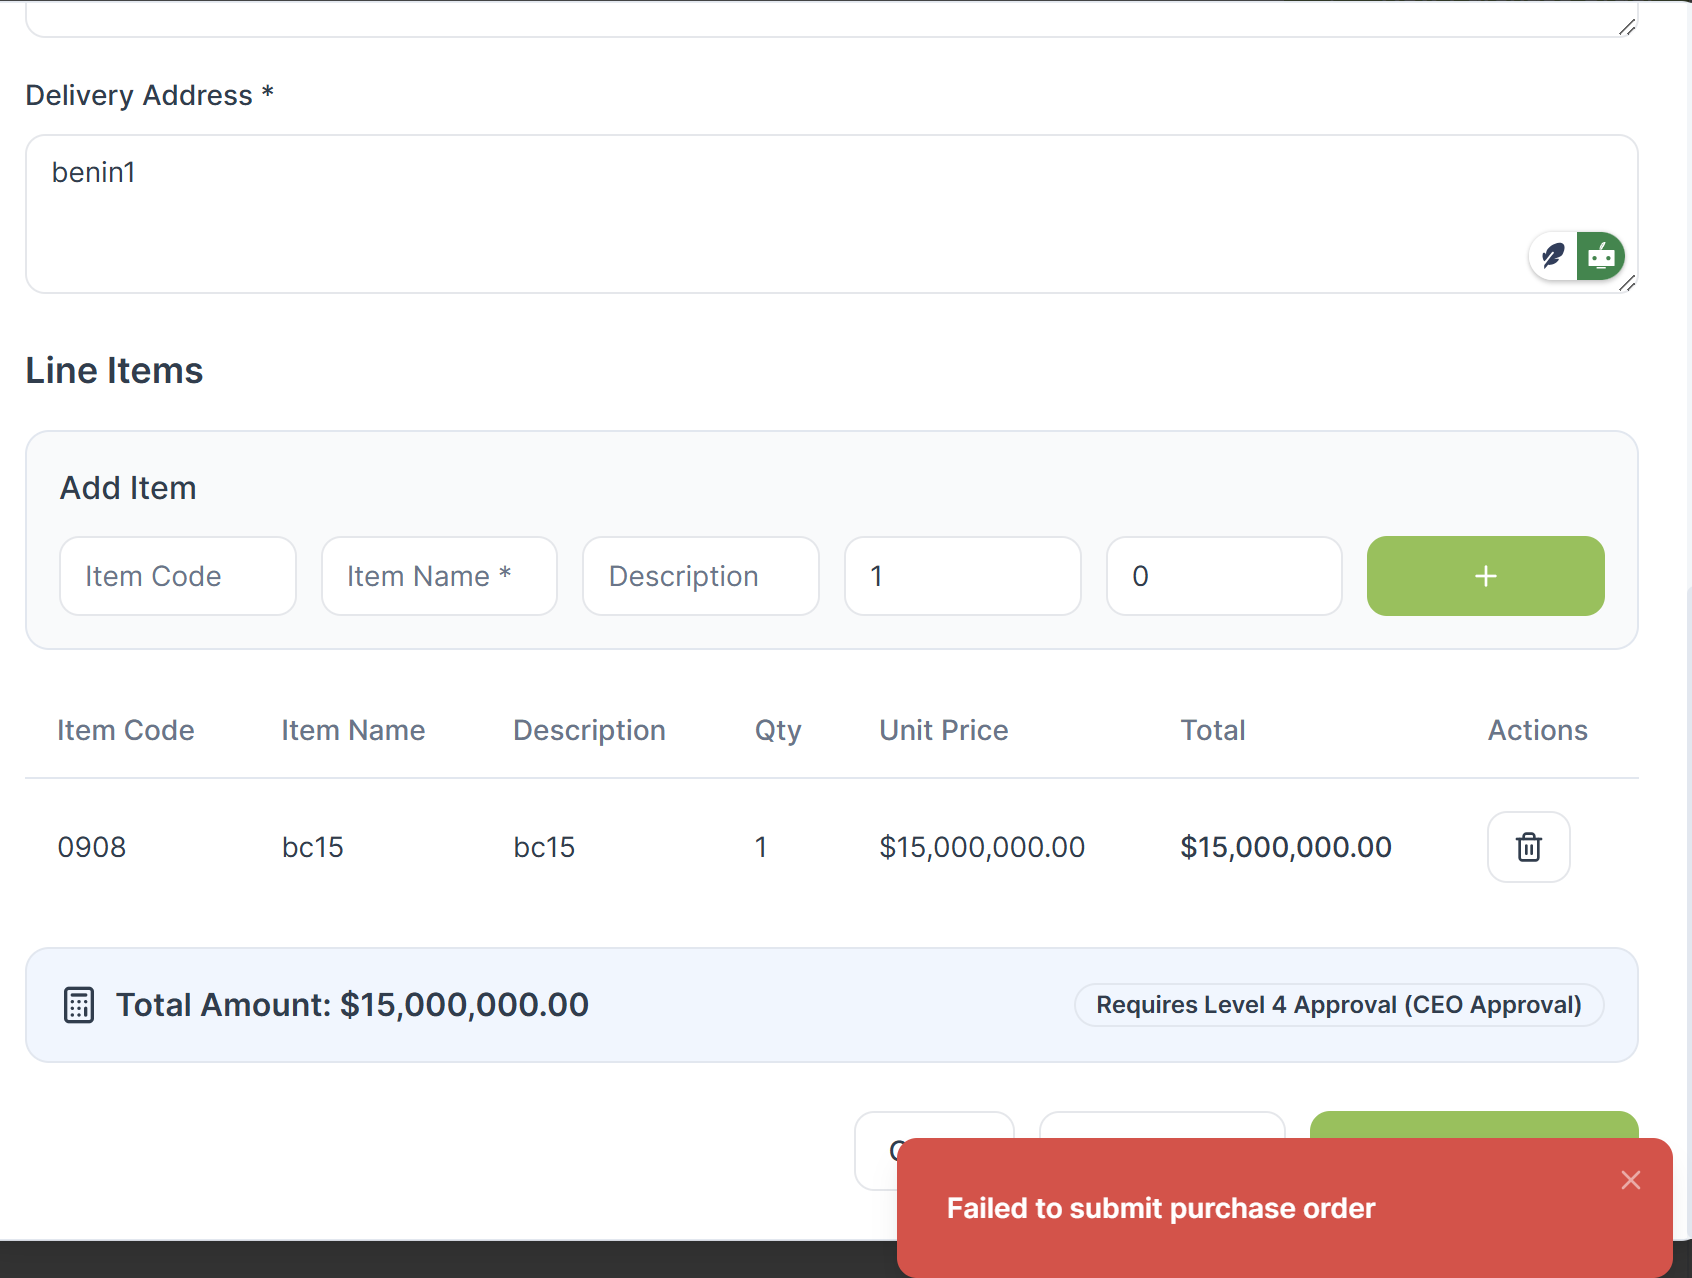 Delivery Address *
benin1
Line Items
Add Item
Item Code Item Name * Description 1 0 +
Item Code Item Name Description Qty Unit Price Total Actions
0908 bc15 bc15 1 $15,000,000.00 $15,000,000.00
Total Amount: $15,000,000.00 Requires Level 4 Approval (CEO Approval)
Failed to submit purchase order